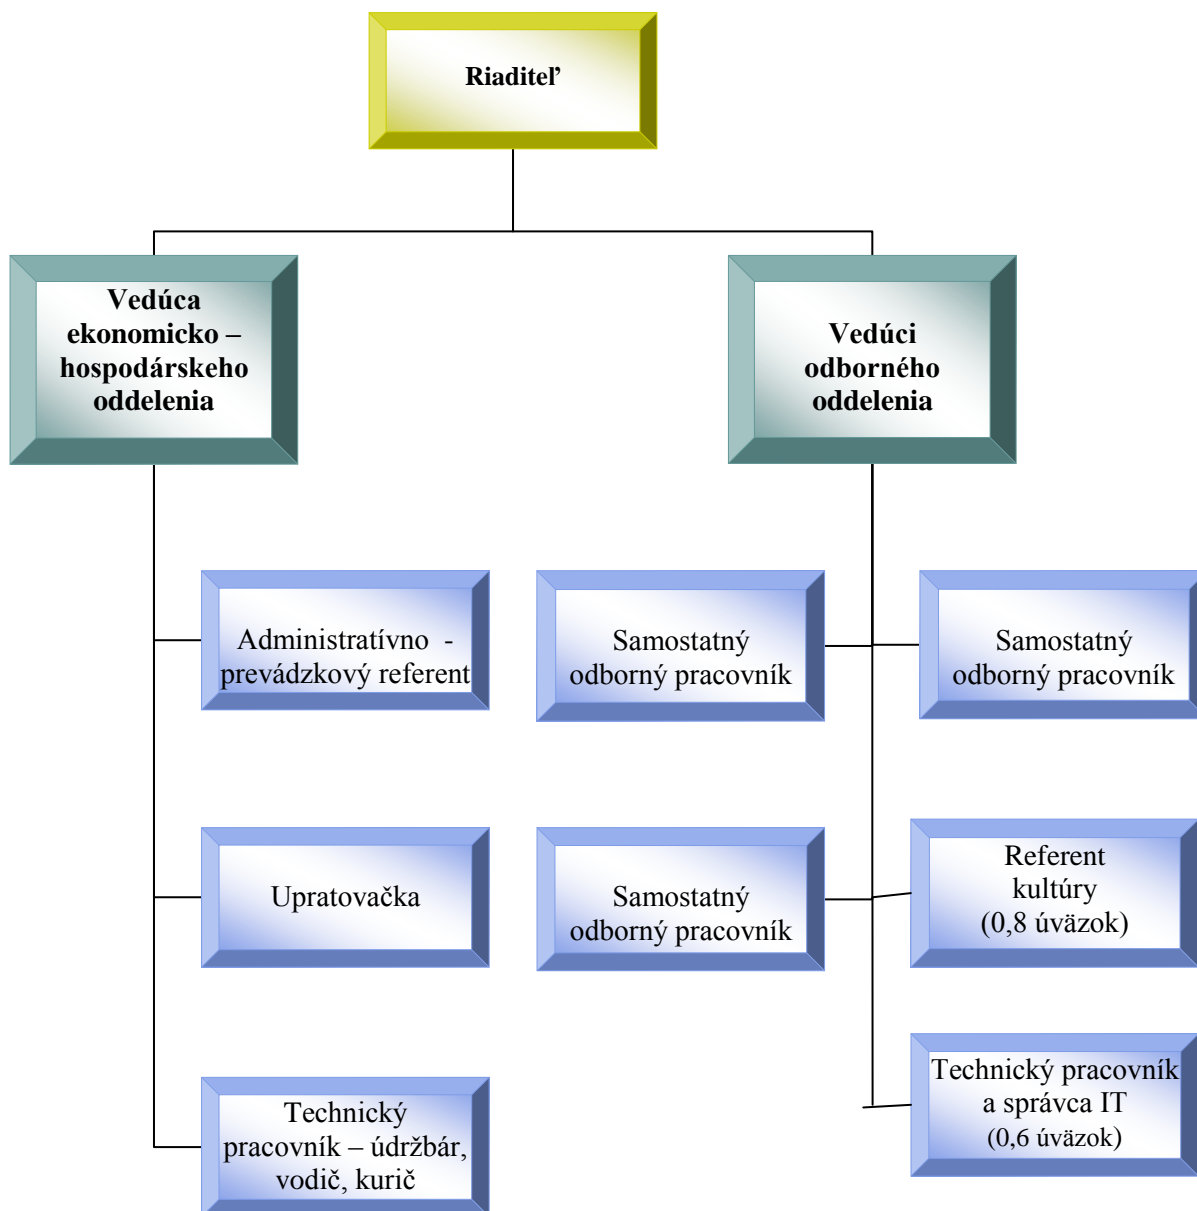 Riaditeľ
Vedúca
ekonomicko –
hospodárskeho
oddelenia
Vedúci
odborného
oddelenia
Administratívno -
prevádzkový referent
Samostatný
odborný pracovník
Samostatný
odborný pracovník
Upratovačka
Samostatný
odborný pracovník
Referent
kultúry
(0,8 úväzok)
Technický
pracovník – údržbár,
vodič, kurič
Technický pracovník
a správca IT
(0,6 úväzok)